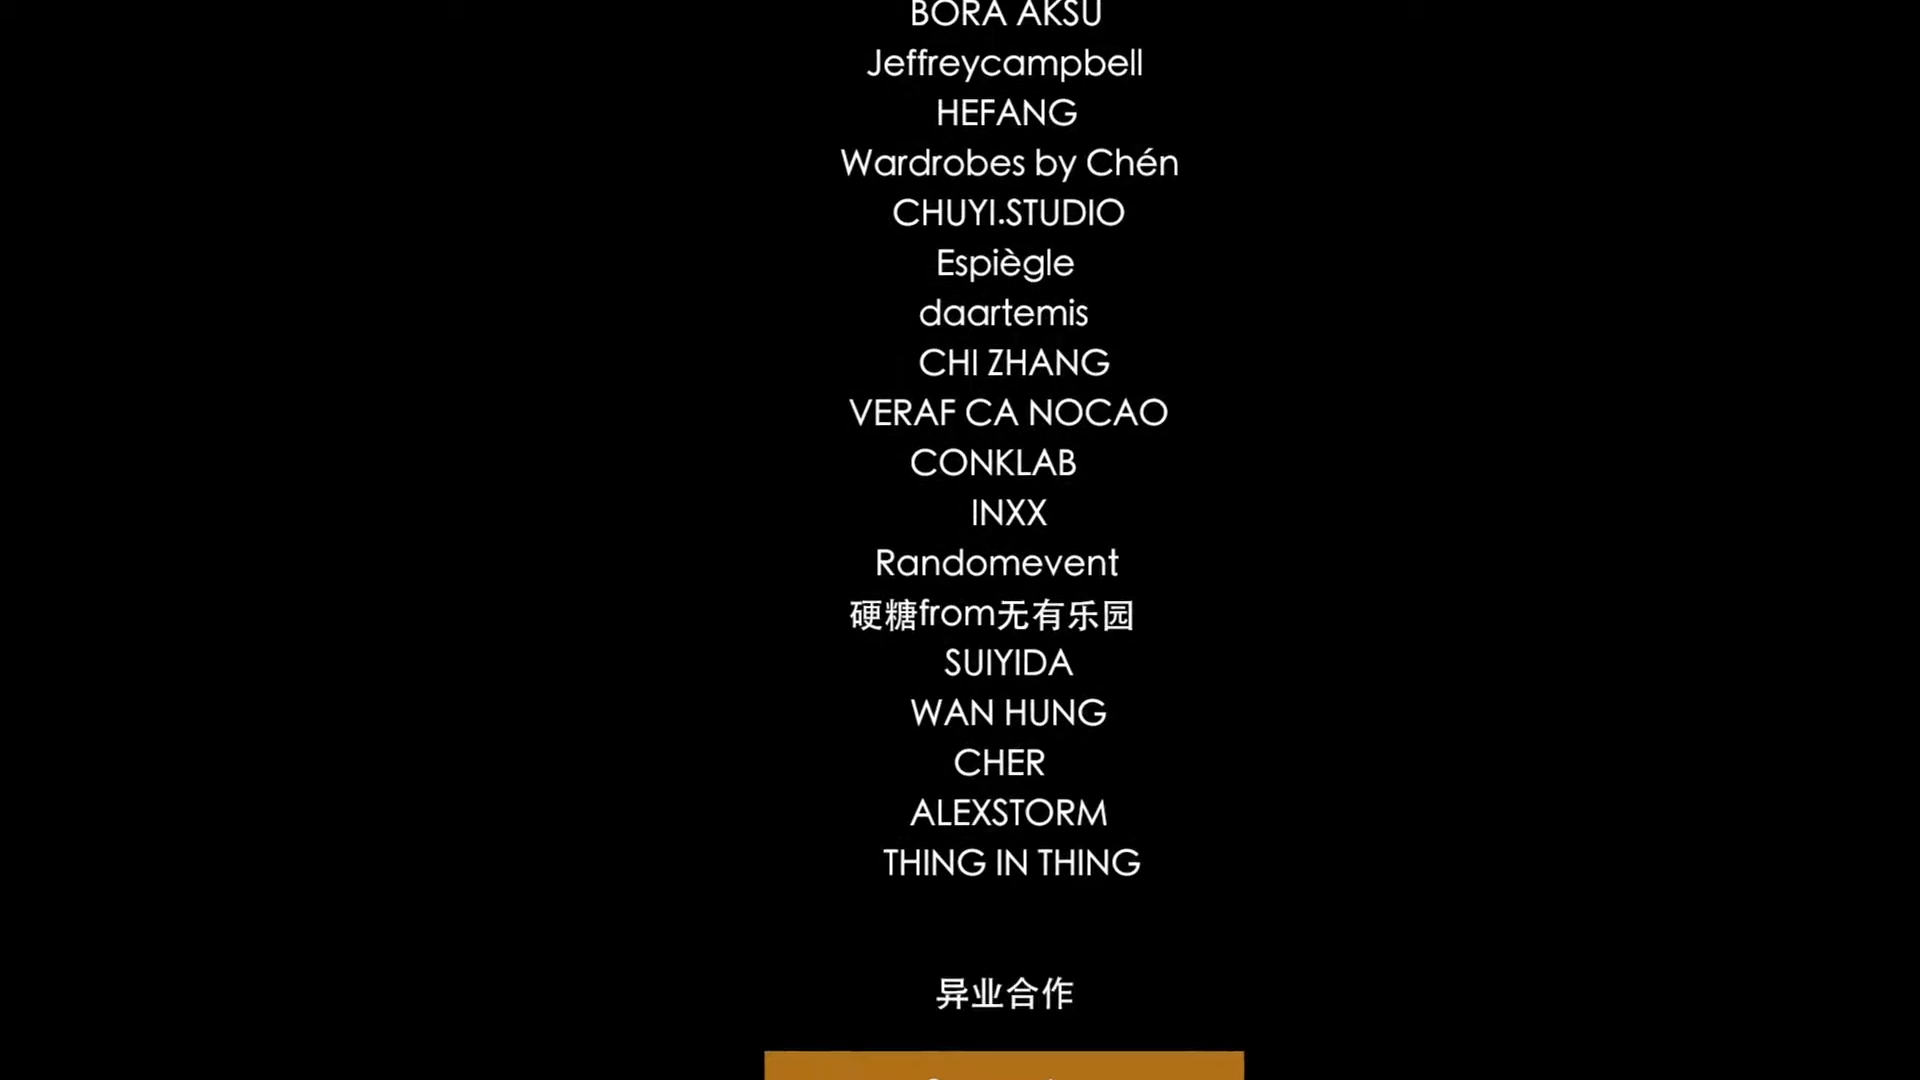 BORA AKSU
Jeffreycampbell
HEFANG
Wardrobes by Chén
CHUYI.STUDIO
Espiègle
daartemis
CHI ZHANG
VERAF CA NOCAO
CONKLAB
INXX
Randomevent
硬糖from无有乐园
SUIYIDA
WAN HUNG
CHER
ALEXSTORM
THING IN THING
异业合作